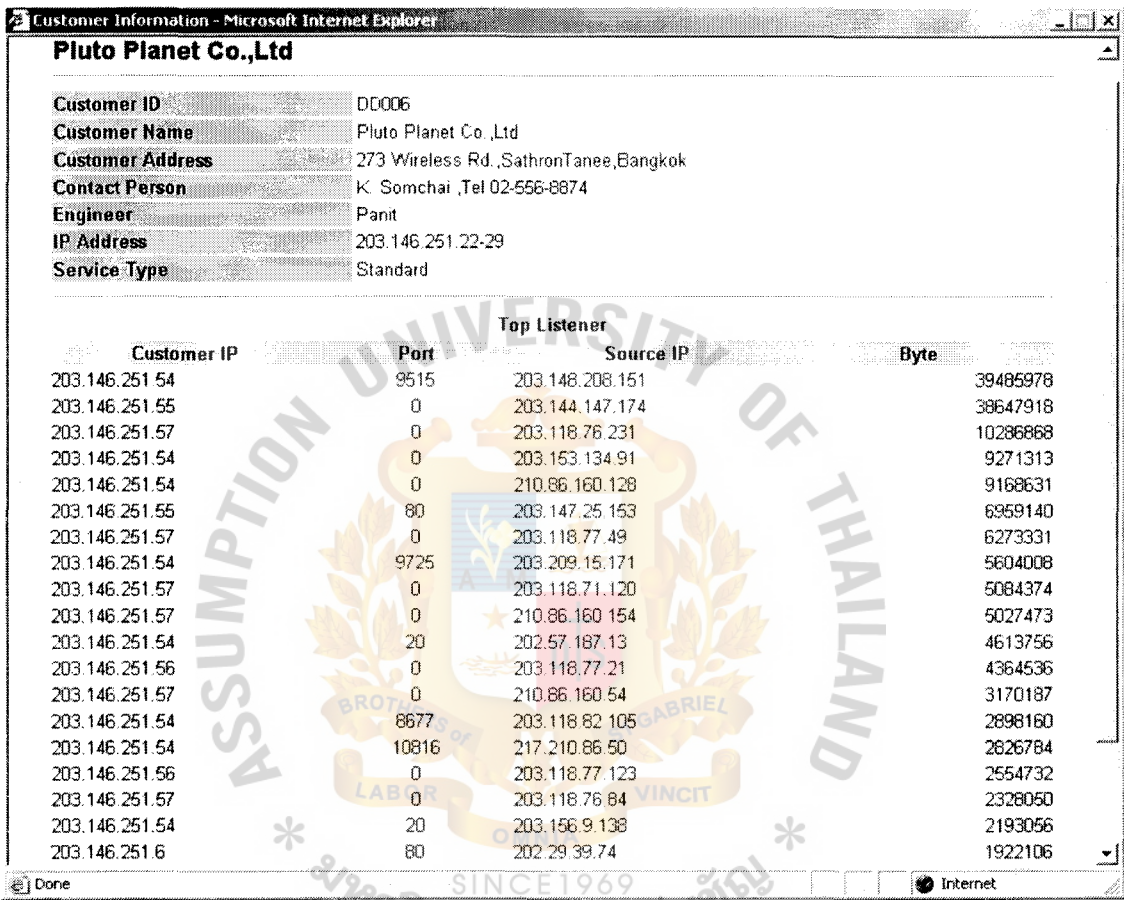 Customer Information - Microsoft Internet Explorer
Pluto Planet Co.,Ltd
Customer ID DD006
Customer Name Pluto Planet Co.,Ltd
Customer Address 273 Wireless Rd.,SathronTanee,Bangkok
Contact Person K. Somchai ,Tel 02-556-8874
Engineer Panit
IP Address 203.146.251.22-29
Service Type Standard
Top Listener
Customer IP Port Source IP Byte
203.146.251.54 9515 203.148.208.151 39485978
203.146.251.55 0 203.144.147.174 38647918
203.146.251.57 0 203.118.76.231 10286868
203.146.251.54 0 203.153.134.91 9271313
203.146.251.54 0 210.86.160.128 9168631
203.146.251.55 80 203.147.25.153 6959140
203.146.251.57 0 203.118.77.49 6273331
203.146.251.54 9725 203.209.15.171 5604008
203.146.251.57 0 203.118.71.120 5084374
203.146.251.57 0 210.86.160.154 5027473
203.146.251.54 20 202.57.187.13 4613756
203.146.251.56 0 203.118.77.21 4364536
203.146.251.57 0 210.86.160.54 3170187
203.146.251.54 8677 203.118.82.105 2898160
203.146.251.54 10816 217.210.86.50 2826784
203.146.251.56 0 203.118.77.123 2554732
203.146.251.57 0 203.118.76.84 2328050
203.146.251.54 20 203.156.9.138 2193056
203.146.251.6 80 202.29.39.74 1922106
Done Internet
ASSUMPTION UNIVERSITY OF THAILAND
BROTHERS of ST GABRIEL
LABOR OMNIA VINCIT
SINCE1969